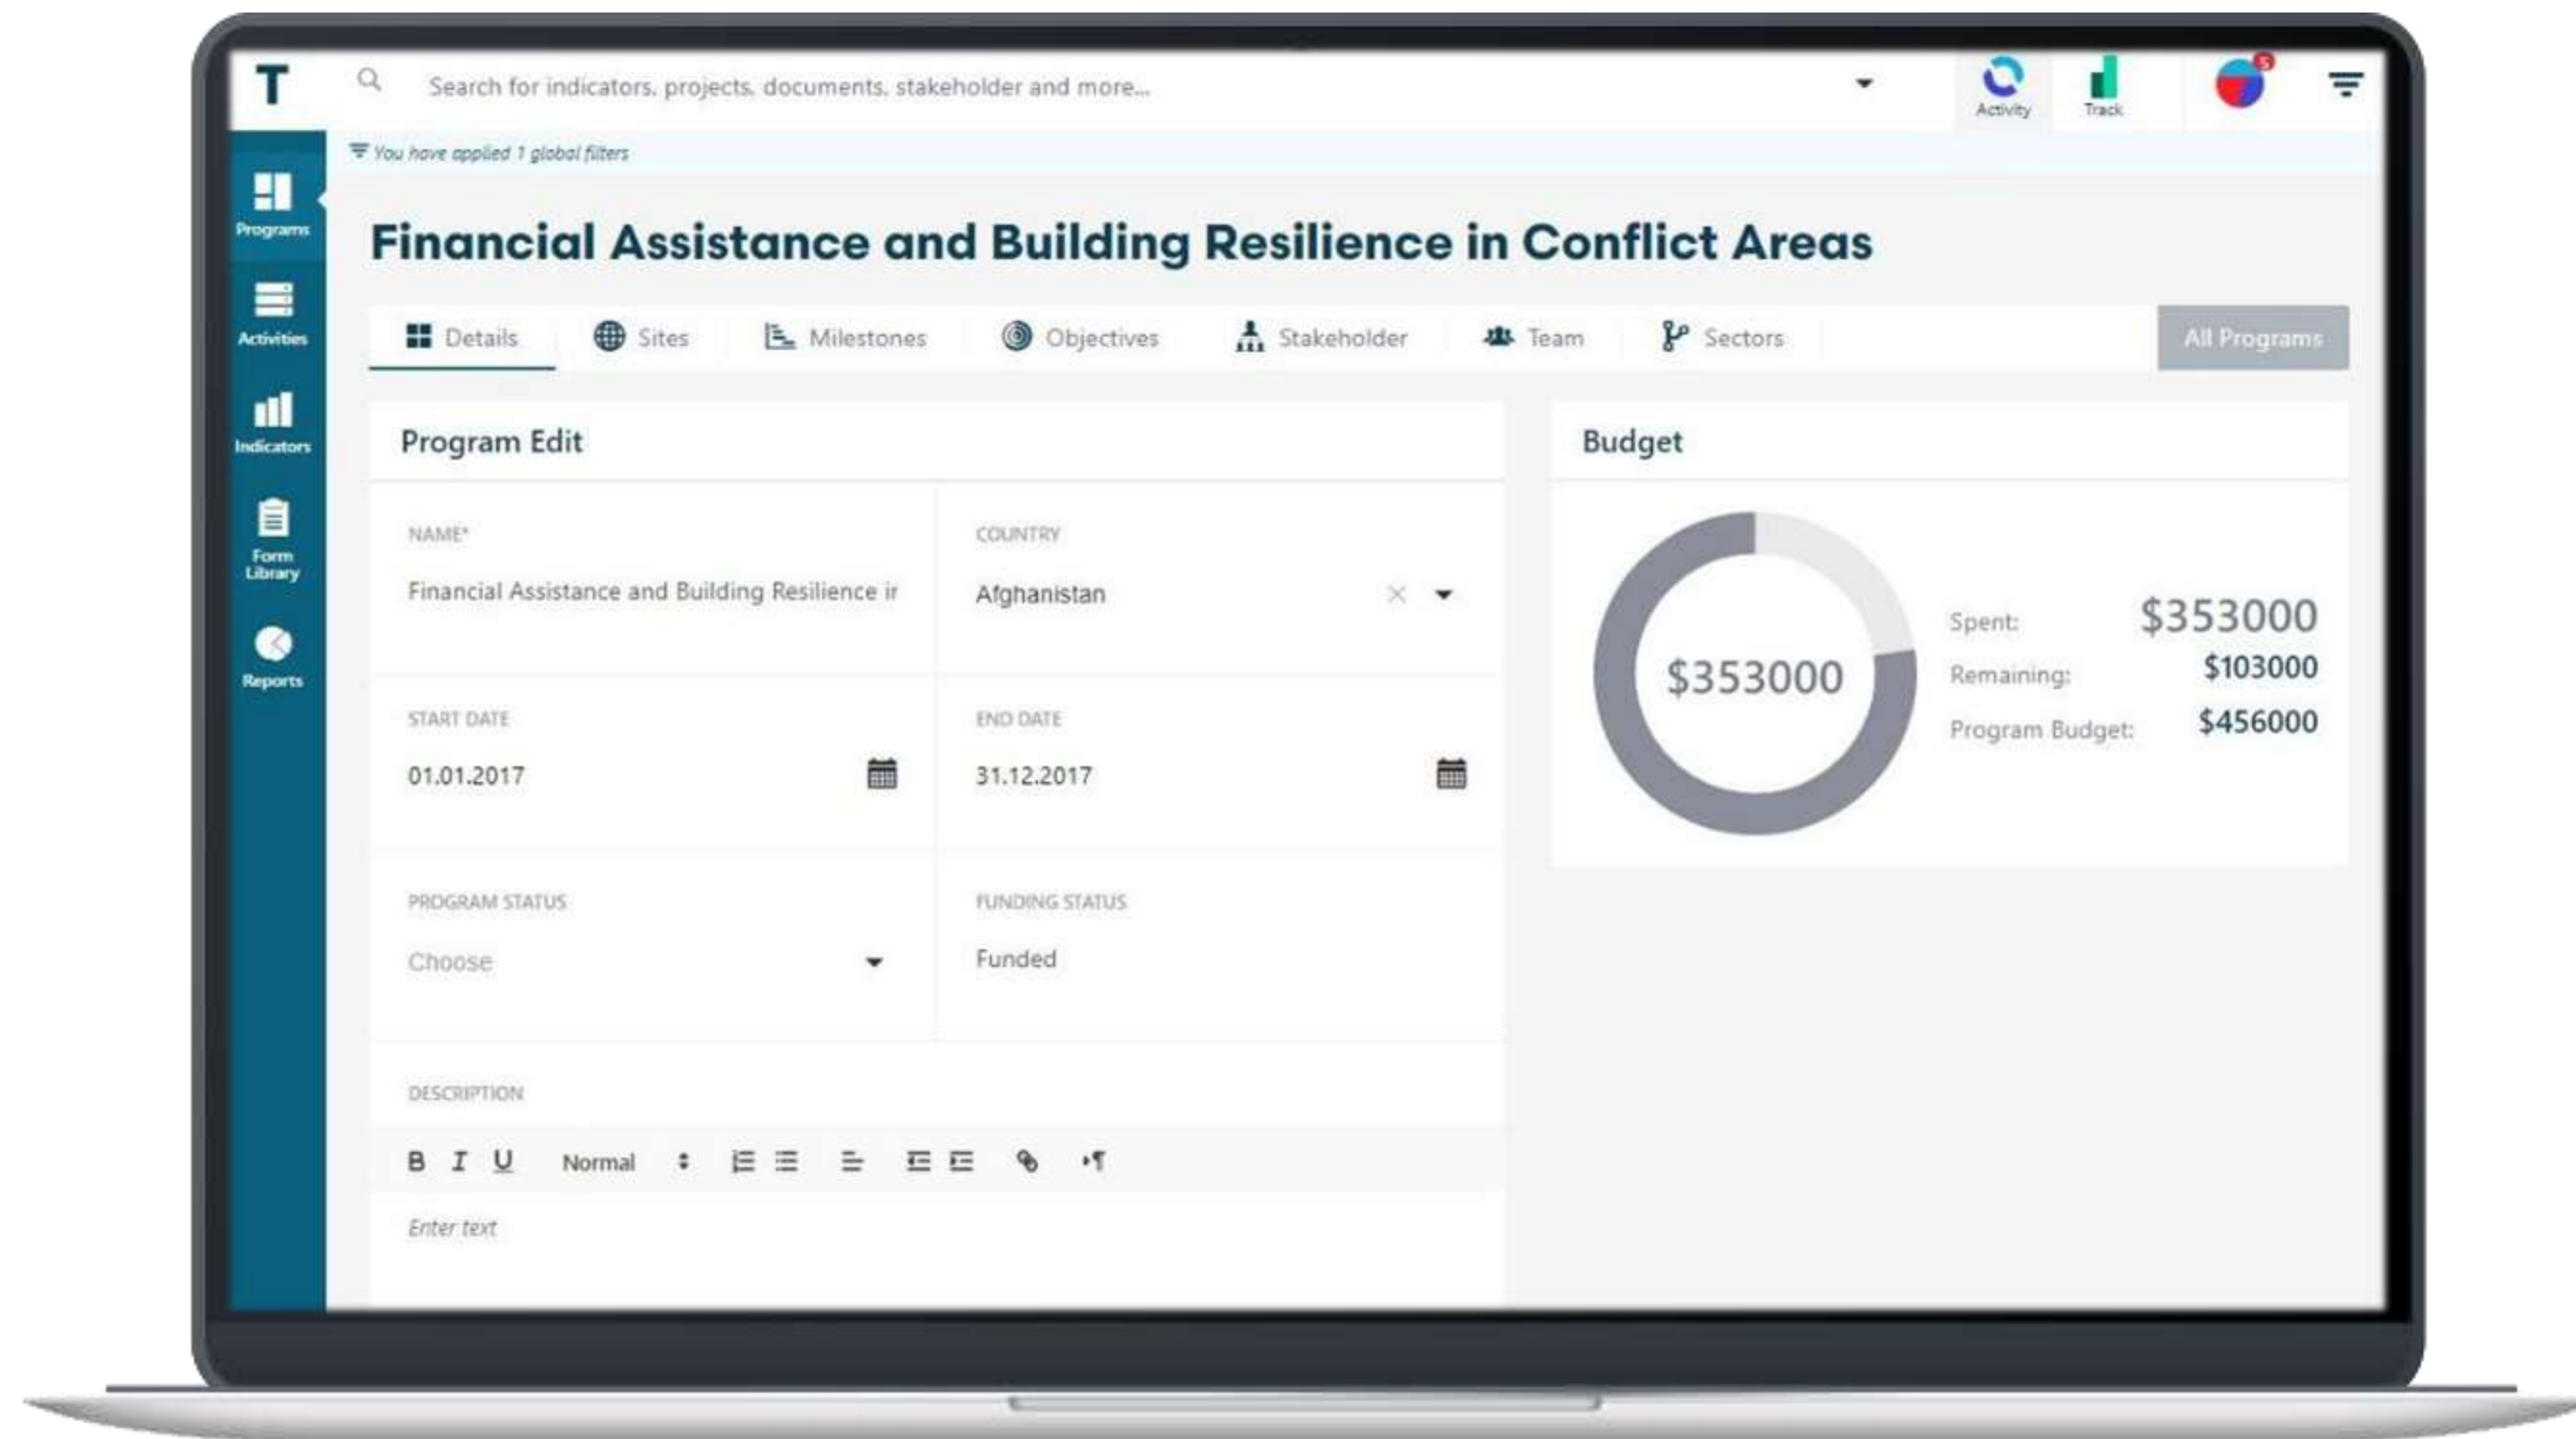 T
Search for indicators, projects, documents, stakeholder and more...
Activity
Track
5
You have applied 1 global filters
Programs
Activities
Indicators
Form
Library
Reports
Financial Assistance and Building Resilience in Conflict Areas
Details
Sites
Milestones
Objectives
Stakeholder
Team
Sectors
All Programs
Program Edit
NAME*
Financial Assistance and Building Resilience ir
COUNTRY
Afghanistan
START DATE
01.01.2017
END DATE
31.12.2017
PROGRAM STATUS
Choose
FUNDING STATUS
Funded
DESCRIPTION
B I U Normal
Enter text
Budget
$353000
Spent: $353000
Remaining: $103000
Program Budget: $456000